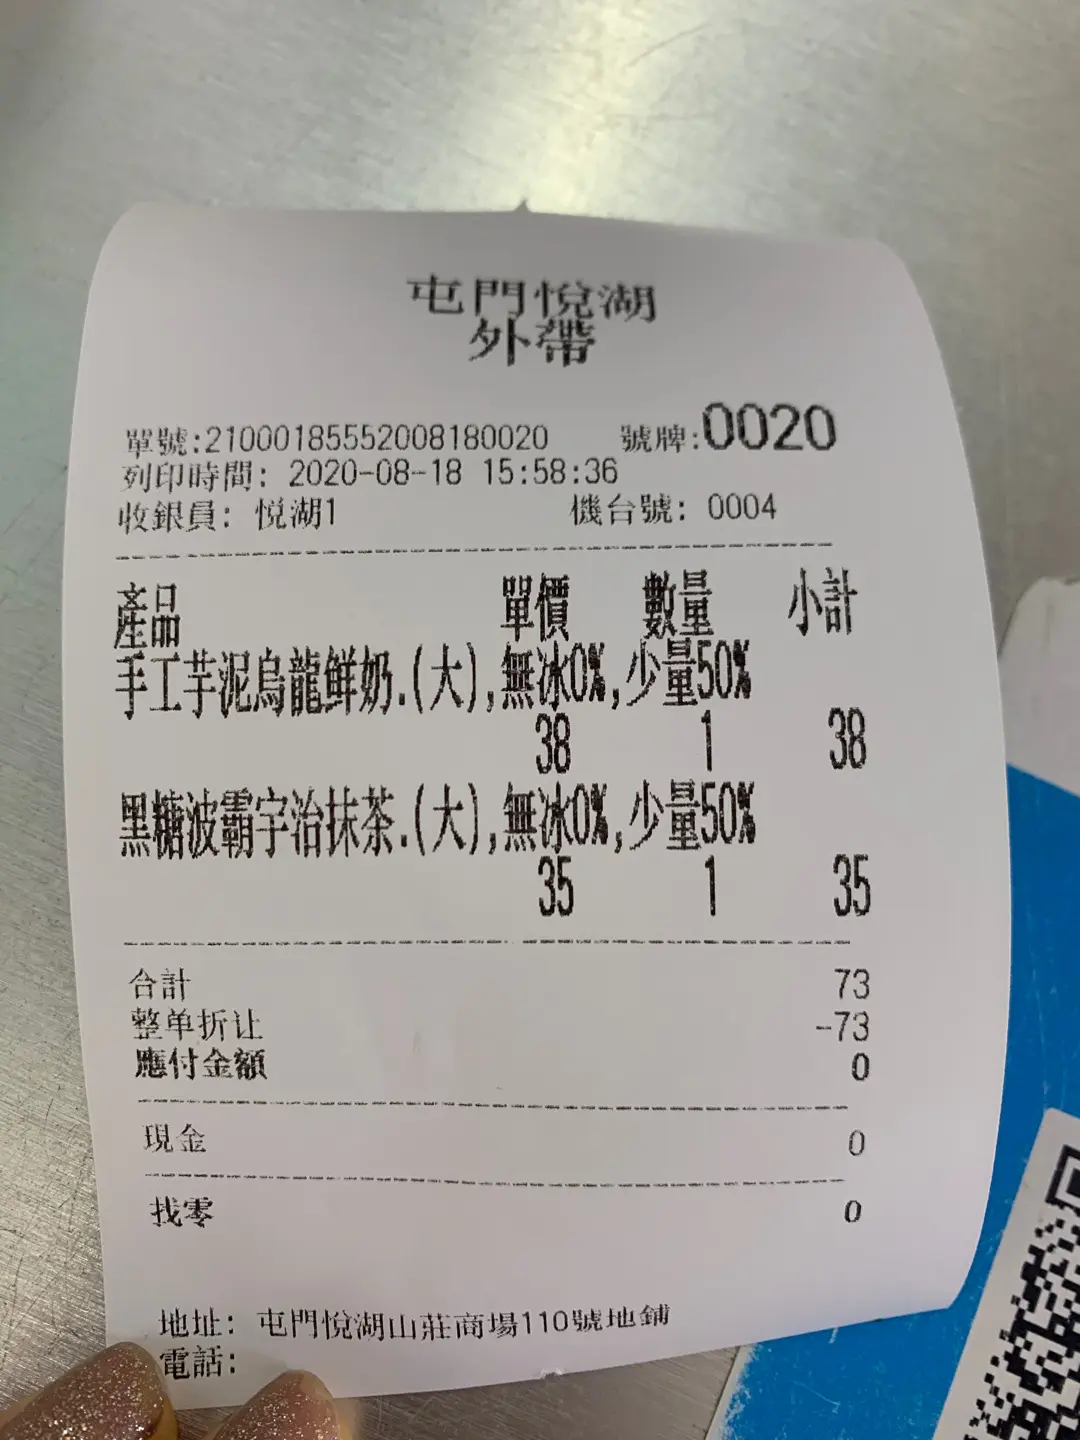 屯門悅湖
外帶
單號:21000185552008180020 號牌:0020
列印時間: 2020-08-18 15:58:36
收銀員: 悅湖1 機台號: 0004
產品 單價 數量 小計
手工芋泥烏龍鮮奶.(大),無冰0%,少量50%
38 1 38
黑糖波霸宇治抹茶.(大),無冰0%,少量50%
35 1 35
合計 73
整单折让 -73
應付金額 0
現金 0
找零 0
地址: 屯門悅湖山莊商場110號地鋪
電話: